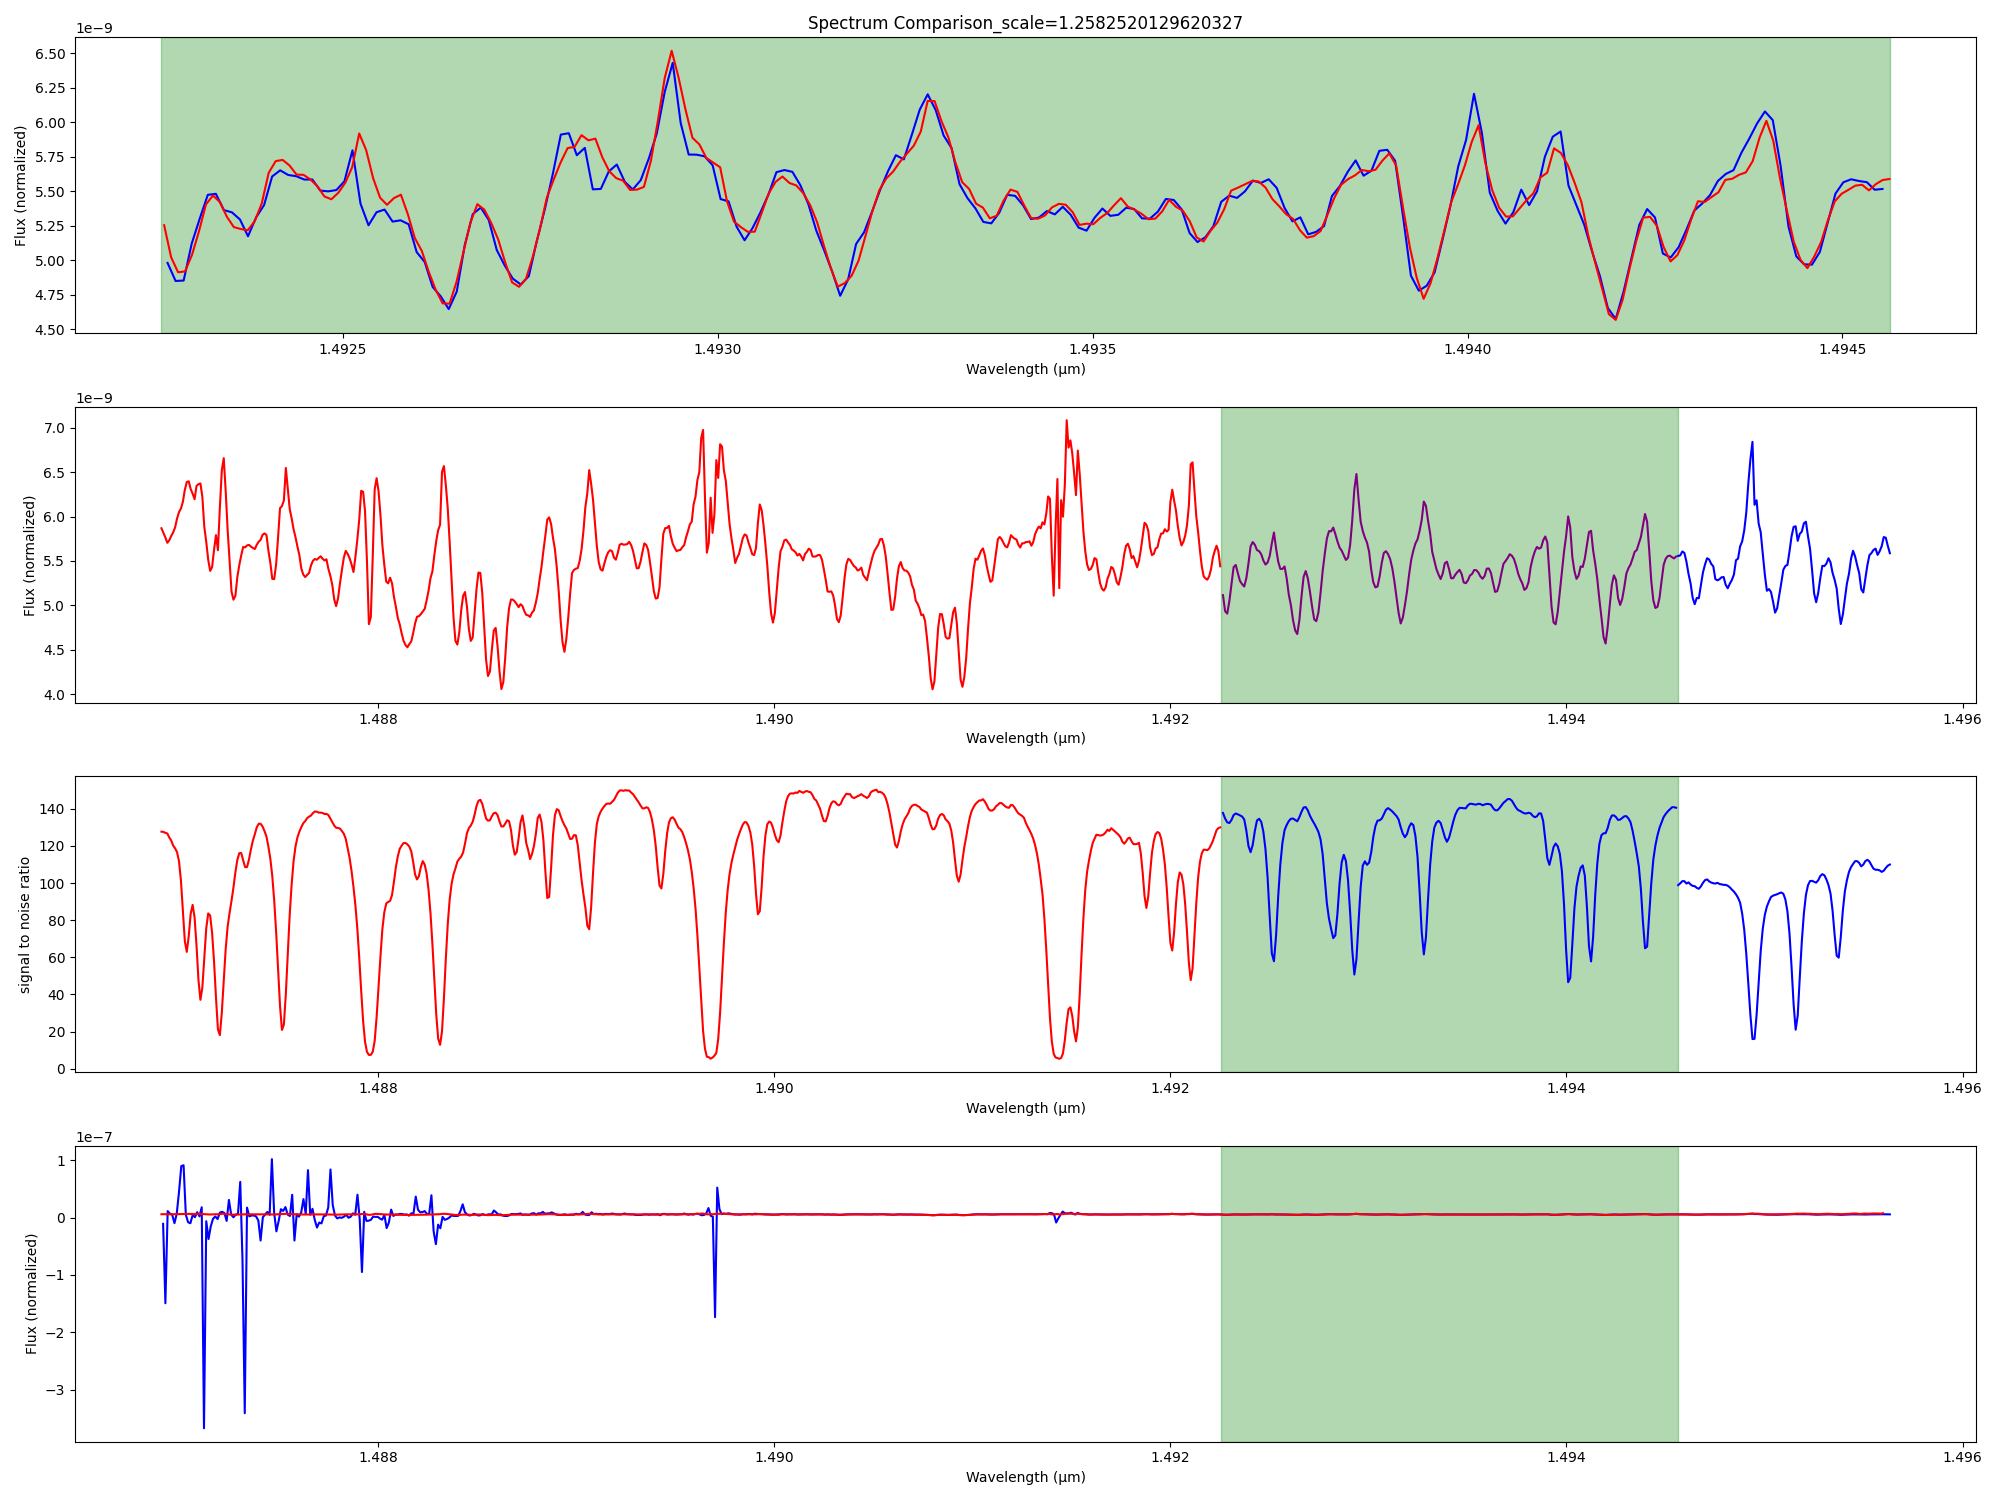 Spectrum Comparison_scale=1.2582520129620327
1e−9
6.50
6.25
6.00
5.75
5.50
5.25
5.00
4.75
4.50
Flux (normalized)
1.4925 1.4930 1.4935 1.4940 1.4945
Wavelength (μm)
1e−9
7.0
6.5
6.0
5.5
5.0
4.5
4.0
Flux (normalized)
1.488 1.490 1.492 1.494 1.496
Wavelength (μm)
140
120
100
80
60
40
20
0
signal to noise ratio
1.488 1.490 1.492 1.494 1.496
Wavelength (μm)
1e−7
1
0
−1
−2
−3
Flux (normalized)
1.488 1.490 1.492 1.494 1.496
Wavelength (μm)